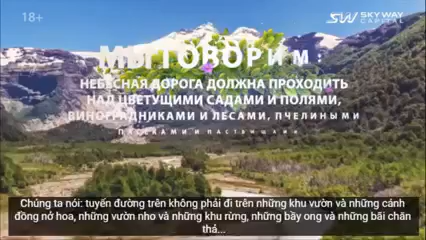 18+
SW SKY WAY
CAPITAL
МЫ ГОВОРИМ :
НЕБЕСНАЯ ДОРОГА ДОЛЖНА ПРОХОДИТЬ
НАД ЦВЕТУЩИМИ САДАМИ И ПОЛЯМИ,
ВИНОГРАДНИКАМИ И ЛЕСАМИ, ПЧЕЛИНЫМИ
ПАСЕКАМИ И ПАСТБИЩАМИ
Chúng ta nói: tuyến đường trên không phải đi trên những khu vườn và những cánh
đồng nở hoa, những vườn nho và những khu rừng, những bầy ong và những bãi chăn
thả...